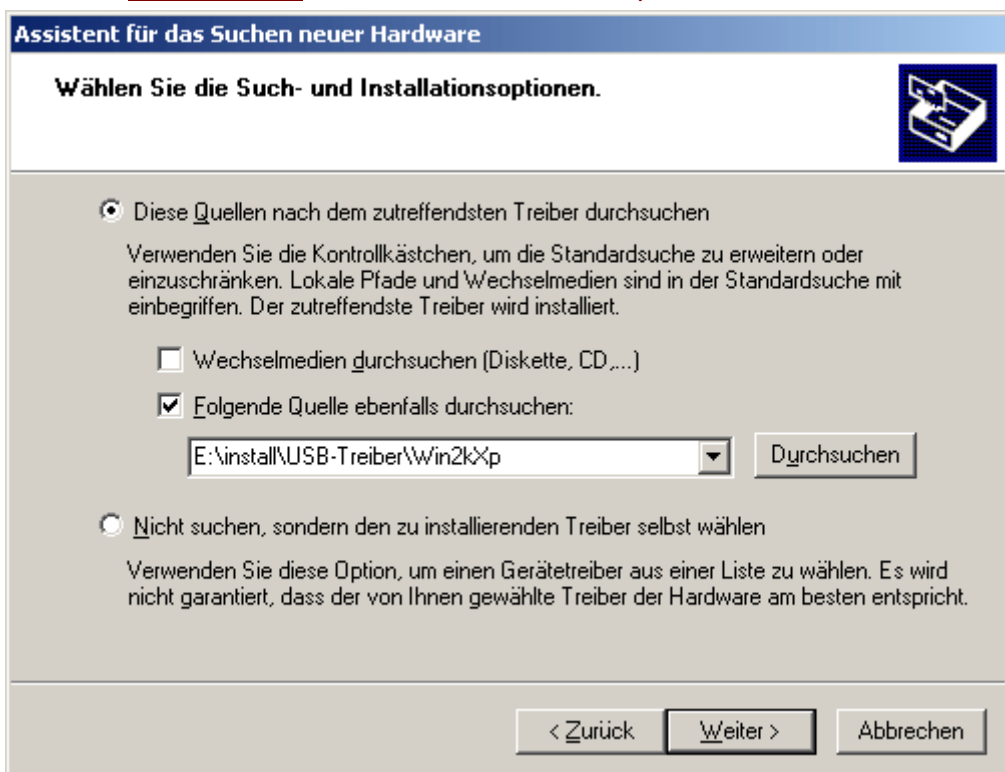 Assistent für das Suchen neuer Hardware
Wählen Sie die Such- und Installationsoptionen.
Diese Quellen nach dem zutreffendsten Treiber durchsuchen
Verwenden Sie die Kontrollkästchen, um die Standardsuche zu erweitern oder
einzuschränken. Lokale Pfade und Wechselmedien sind in der Standardsuche mit
einbegriffen. Der zutreffendste Treiber wird installiert.
Wechselmedien durchsuchen (Diskette, CD,...)
Folgende Quelle ebenfalls durchsuchen:
E:\install\USB-Treiber\Win2kXp Durchsuchen
Nicht suchen, sondern den zu installierenden Treiber selbst wählen
Verwenden Sie diese Option, um einen Gerätetreiber aus einer Liste zu wählen. Es wird
nicht garantiert, dass der von Ihnen gewählte Treiber der Hardware am besten entspricht.
< Zurück Weiter > Abbrechen